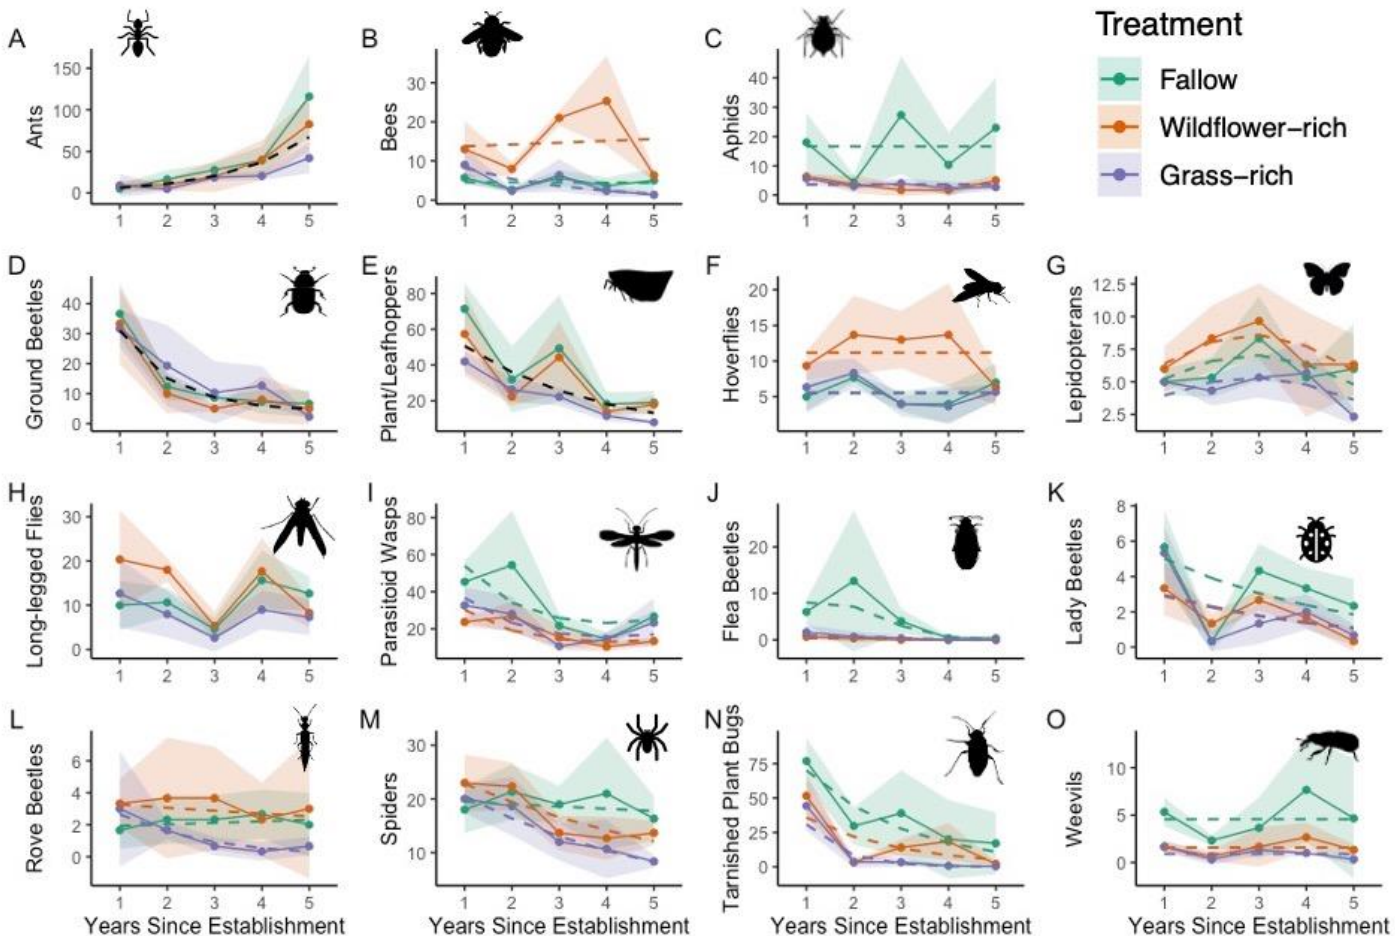 Treatment
Fallow
Wildflower-rich
Grass-rich
A
Ants
150
100
50
0
1 2 3 4 5
B
Bees
30
20
10
0
1 2 3 4 5
C
Aphids
40
30
20
10
0
1 2 3 4 5
D
Ground Beetles
40
30
20
10
0
1 2 3 4 5
E
Plant/Leafhoppers
80
60
40
20
1 2 3 4 5
F
Hoverflies
20
15
10
5
1 2 3 4 5
G
Lepidopterans
12.5
10.0
7.5
5.0
2.5
1 2 3 4 5
H
Long-legged Flies
30
20
10
0
1 2 3 4 5
I
Parasitoid Wasps
80
60
40
20
1 2 3 4 5
J
Flea Beetles
20
10
0
1 2 3 4 5
K
Lady Beetles
8
6
4
2
0
1 2 3 4 5
L
Rove Beetles
6
4
2
0
1 2 3 4 5
Years Since Establishment
M
Spiders
30
20
10
1 2 3 4 5
Years Since Establishment
N
Tarnished Plant Bugs
75
50
25
0
1 2 3 4 5
Years Since Establishment
O
Weevils
10
5
0
1 2 3 4 5
Years Since Establishment